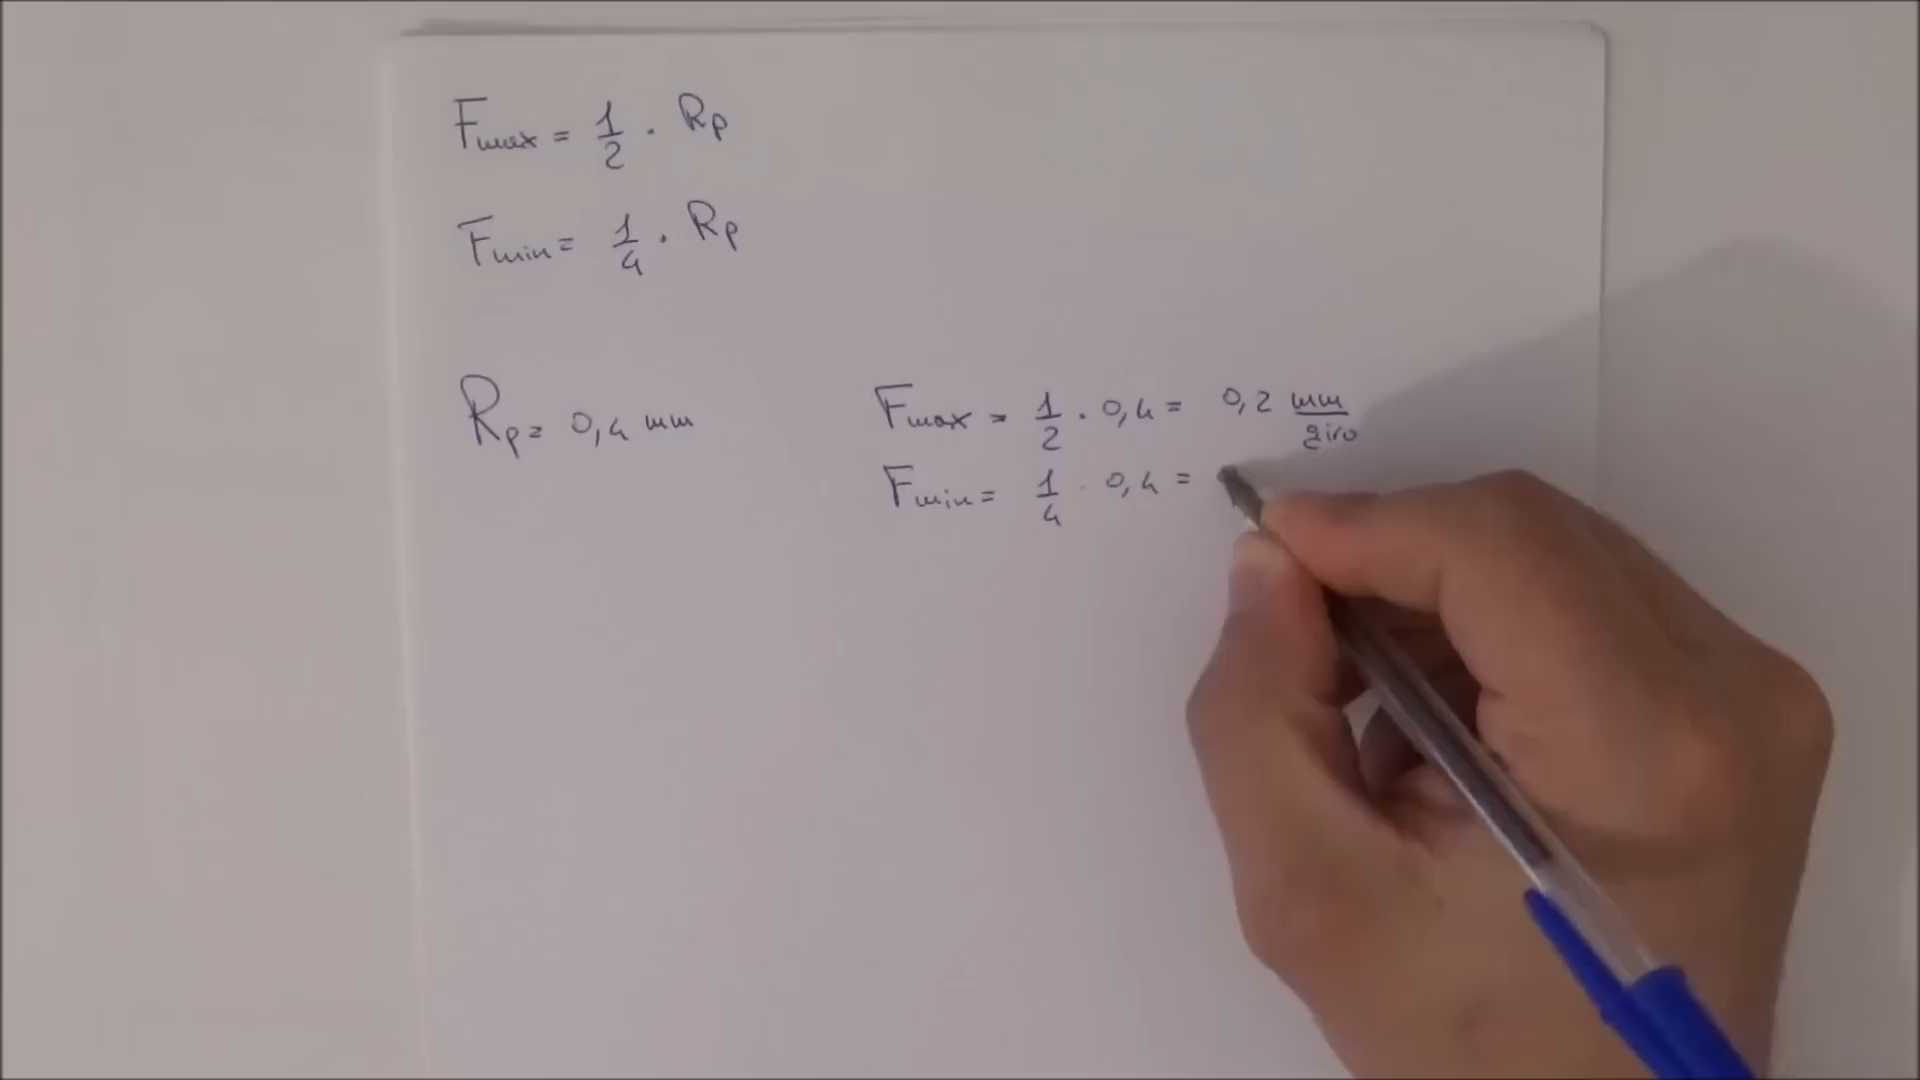 Fmax = 1/2 · Rp
Fmin = 1/4 · Rp
Rp = 0,4 mm
Fmax = 1/2 · 0,4 = 0,2 mm/giro
Fmin = 1/4 · 0,4 =